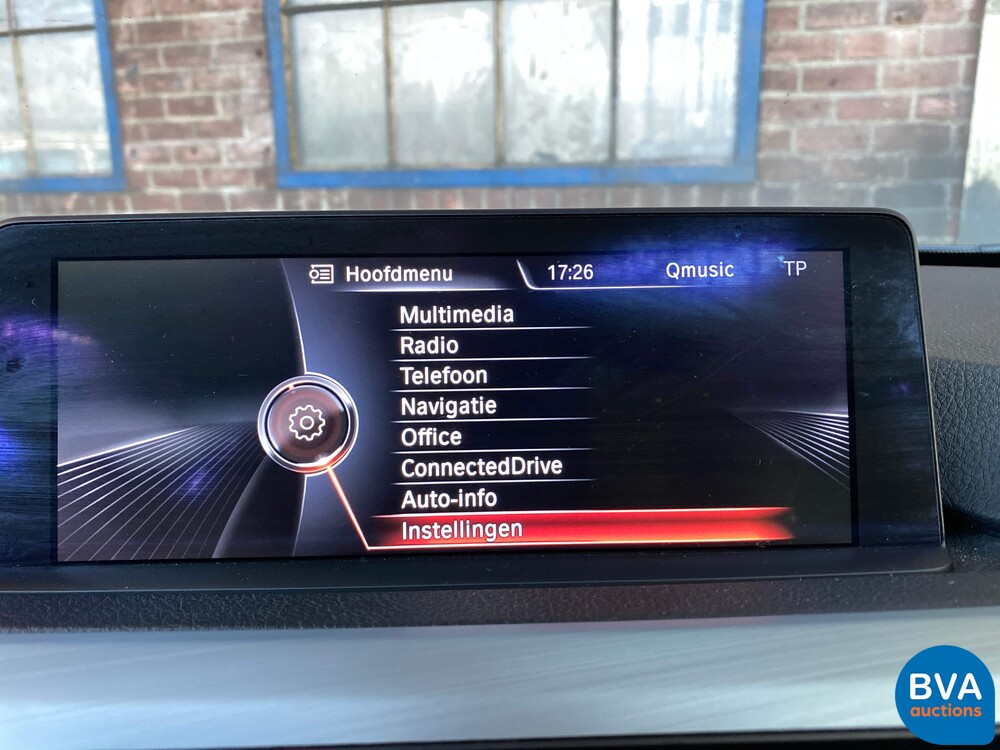 Hoofdmenu 17:26 Qmusic TP
Multimedia
Radio
Telefoon
Navigatie
Office
ConnectedDrive
Auto-info
Instellingen
BVA
auctions